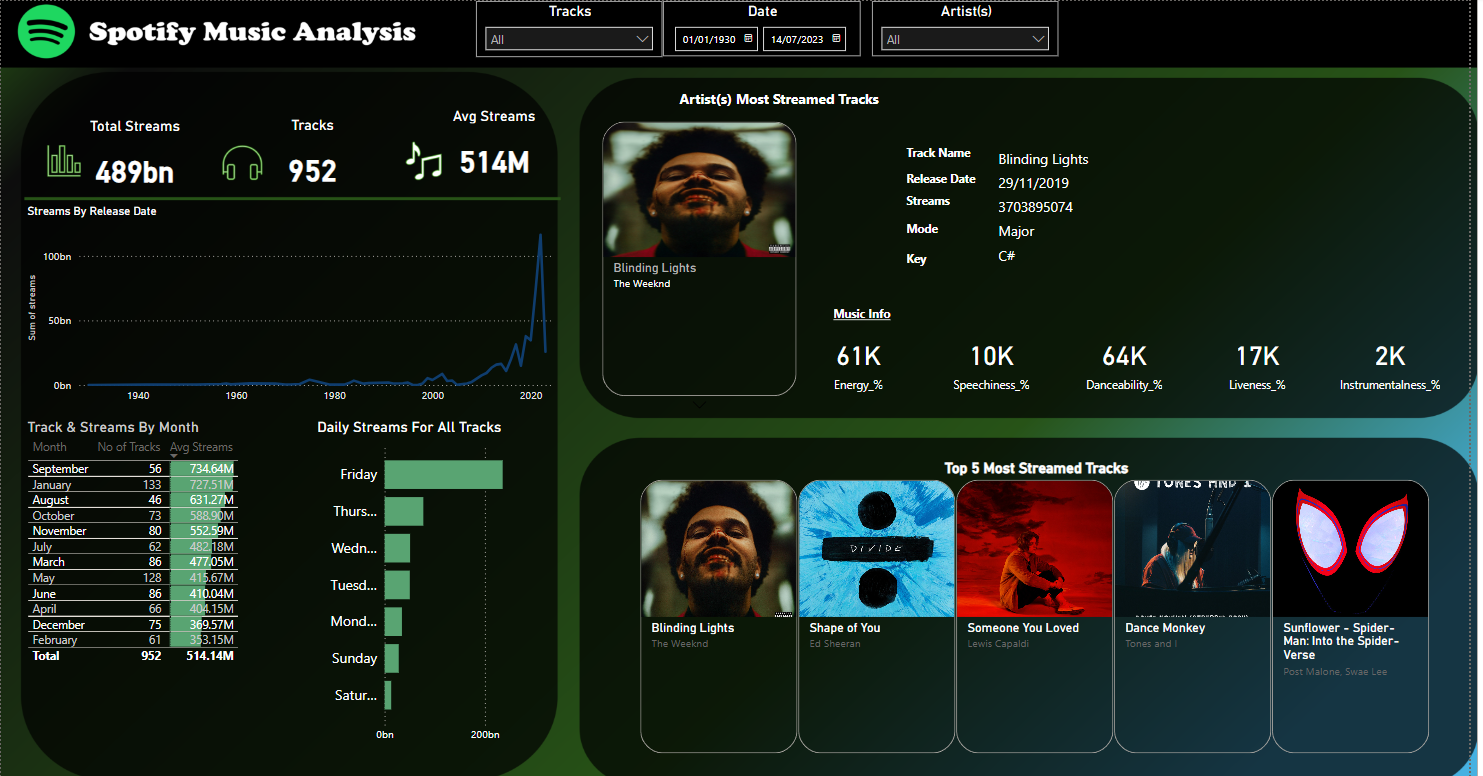 Spotify Music Analysis
Tracks
All
Date
01/01/1930
14/07/2023
Artist(s)
All
Total Streams
489bn
Tracks
952
Avg Streams
514M
Streams By Release Date
Sum of streams
100bn
50bn
0bn
1940 1960 1980 2000 2020
Track & Streams By Month
Month No of Tracks Avg Streams
September 56 734.64M
January 133 727.51M
August 46 631.27M
October 73 588.90M
November 80 552.59M
July 62 482.18M
March 86 477.05M
May 128 415.67M
June 86 410.04M
April 66 404.15M
December 75 369.57M
February 61 353.15M
Total 952 514.14M
Daily Streams For All Tracks
Friday
Thurs...
Wedn...
Tuesd...
Mond...
Sunday
Satur...
0bn 200bn
Artist(s) Most Streamed Tracks
Blinding Lights
The Weeknd
Track Name Blinding Lights
Release Date 29/11/2019
Streams 3703895074
Mode Major
Key C#
Music Info
61K 10K 64K 17K 2K
Energy_% Speechiness_% Danceability_% Liveness_% Instrumentalness_%
Top 5 Most Streamed Tracks
Blinding Lights
The Weeknd
DIVIDE
Shape of You
Ed Sheeran
Someone You Loved
Lewis Capaldi
TONES AND I
Dance Monkey
Tones and I
Sunflower - Spider-
Man: Into the Spider-
Verse
Post Malone, Swae Lee